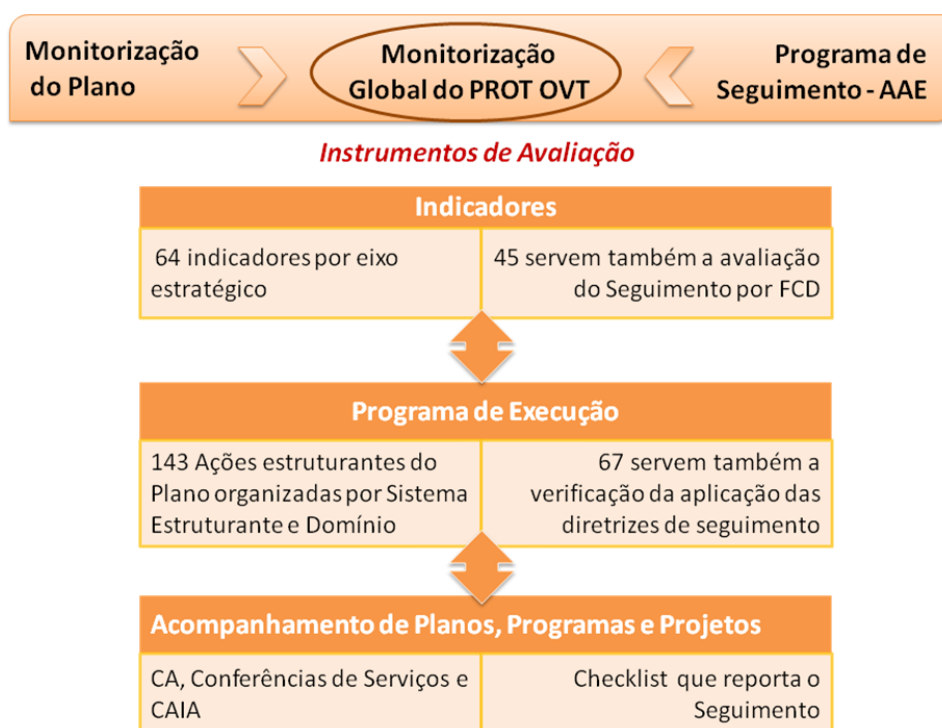 Monitorização
do Plano
Monitorização
Global do PROT OVT
Programa de
Seguimento - AAE
Instrumentos de Avaliação
Indicadores
64 indicadores por eixo
estratégico
45 servem também a avaliação
do Seguimento por FCD
Programa de Execução
143 Ações estruturantes do
Plano organizadas por Sistema
Estruturante e Domínio
67 servem também a
verificação da aplicação das
diretrizes de seguimento
Acompanhamento de Planos, Programas e Projetos
CA, Conferências de Serviços e
CAIA
Checklist que reporta o
Seguimento